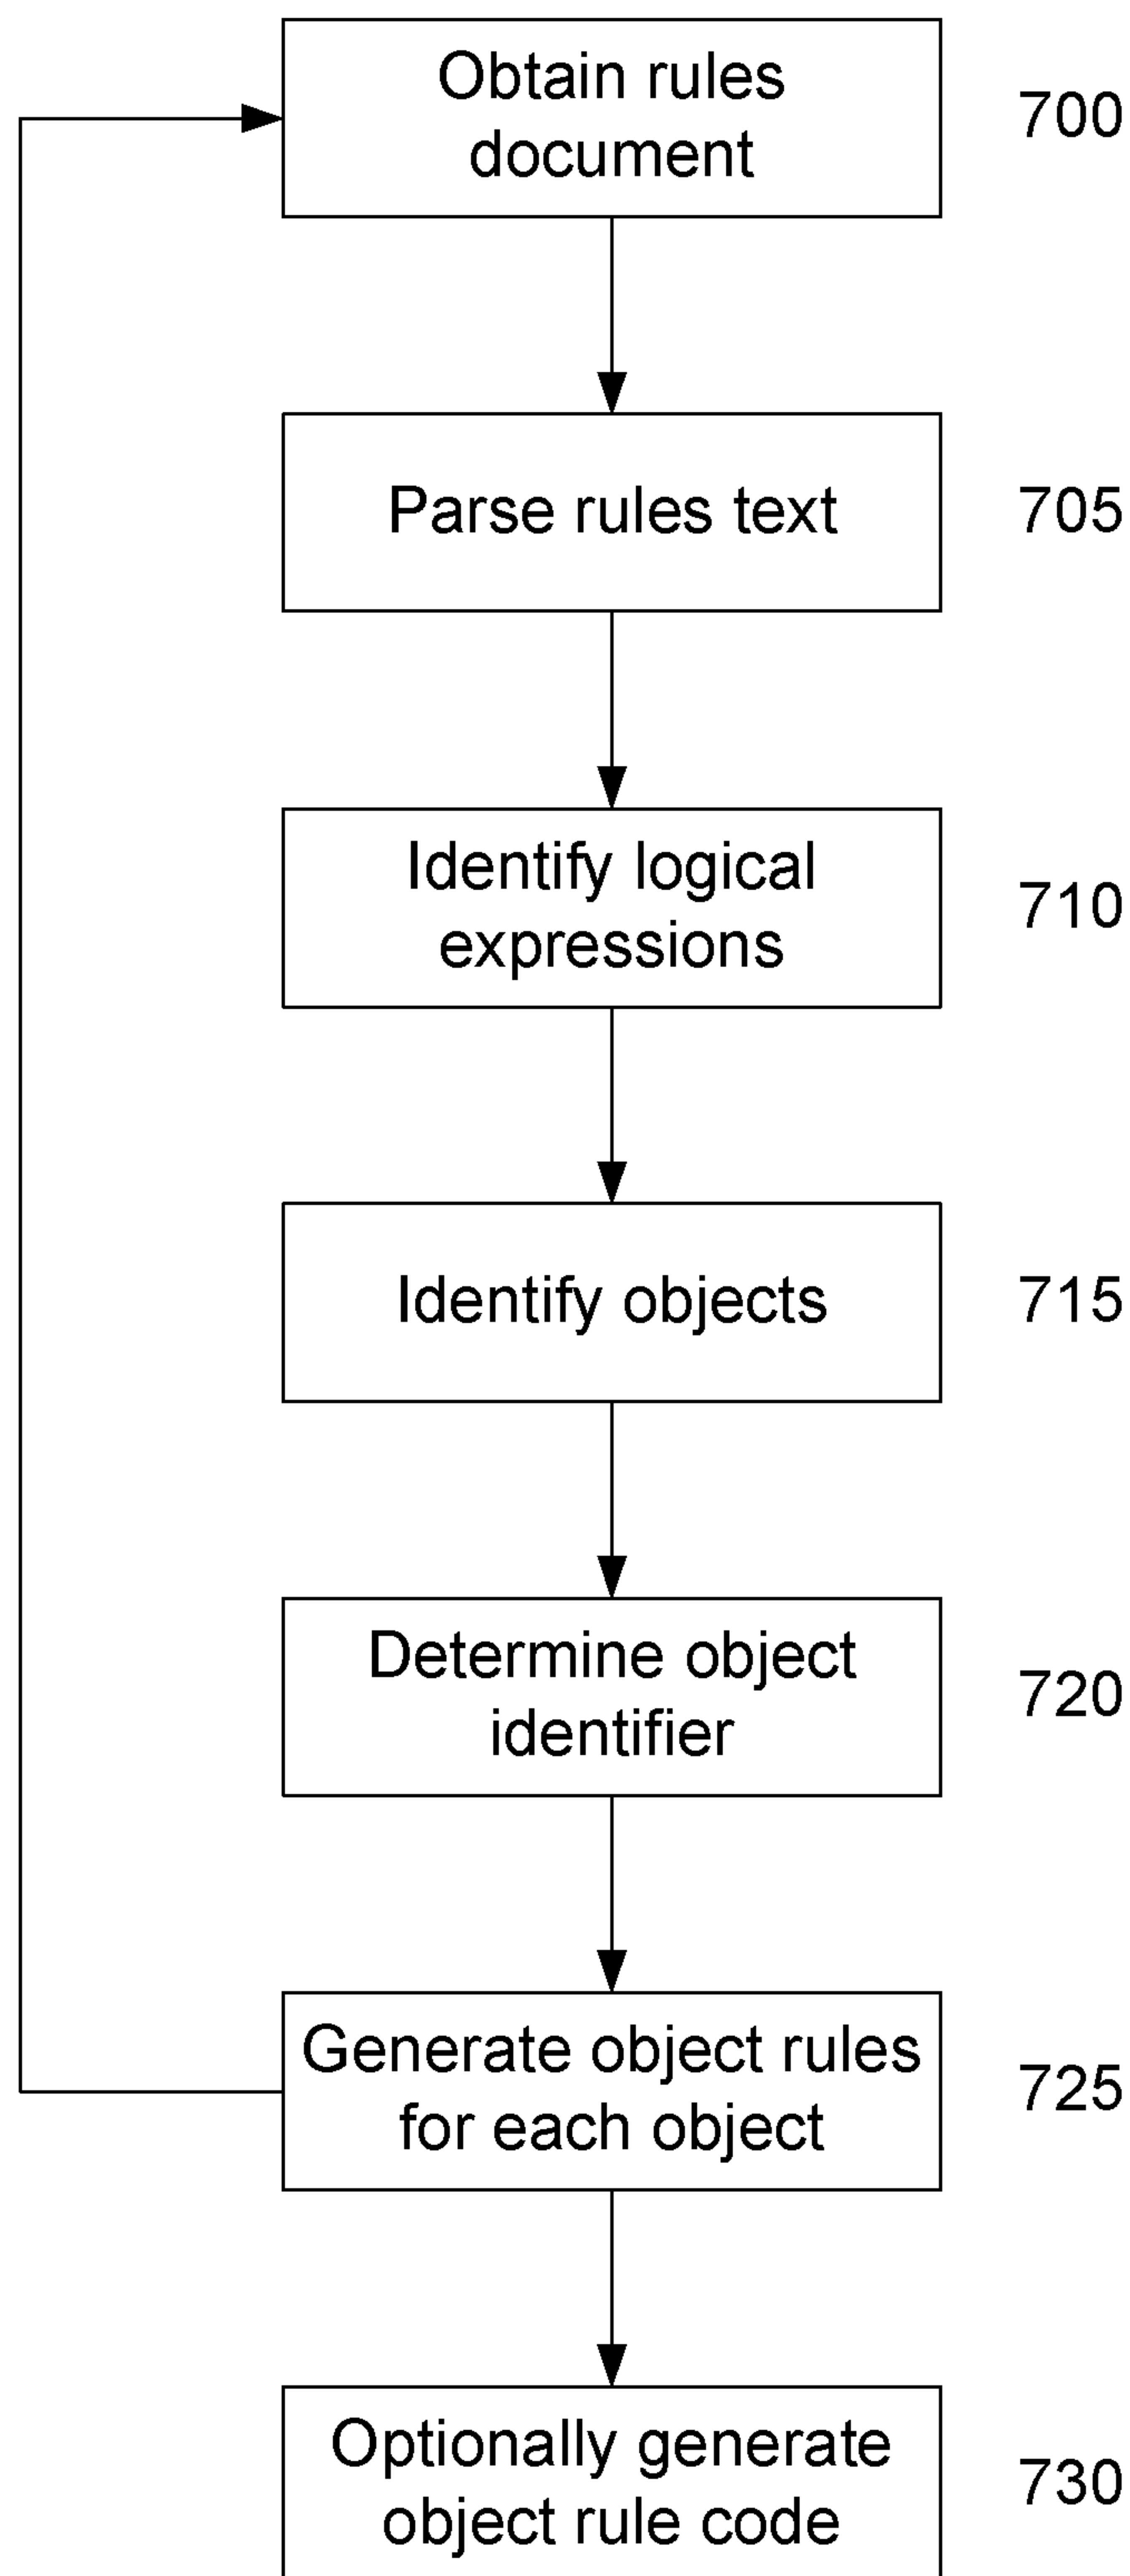 Obtain rules
document
700
Parse rules text
705
Identify logical
expressions
710
Identify objects
715
Determine object
identifier
720
Generate object rules
for each object
725
Optionally generate
object rule code
730